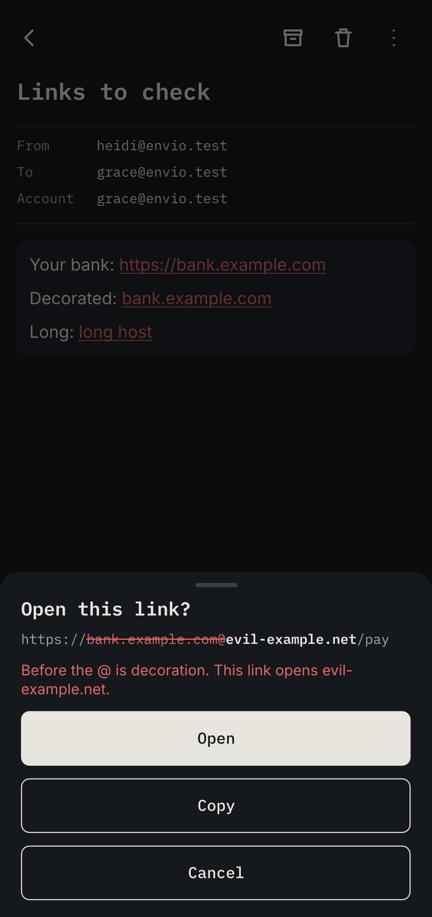 Links to check
From heidi@envio.test
To grace@envio.test
Account grace@envio.test
Your bank: https://bank.example.com
Decorated: bank.example.com
Long: long host
Open this link?
https://bank.example.com@evil-example.net/pay
Before the @ is decoration. This link opens evil-
example.net.
Open
Copy
Cancel